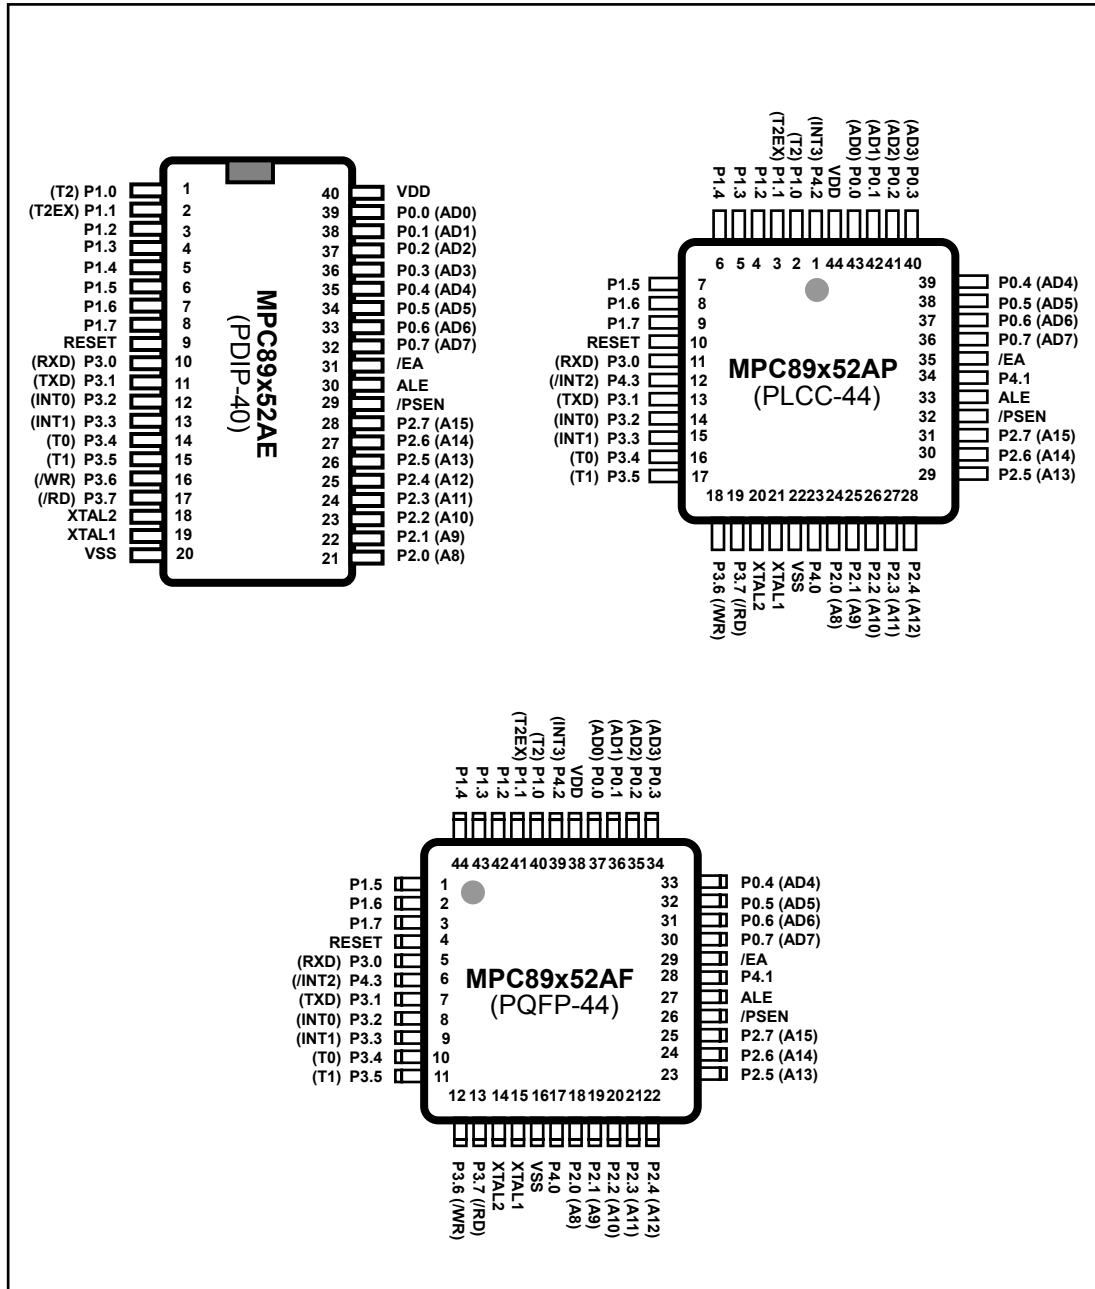 (T2) P1.0 1
(T2EX) P1.1 2
P1.2 3
P1.3 4
P1.4 5
P1.5 6
P1.6 7
P1.7 8
RESET 9
(RXD) P3.0 10
(TXD) P3.1 11
(INT0) P3.2 12
(INT1) P3.3 13
(T0) P3.4 14
(T1) P3.5 15
(/WR) P3.6 16
(/RD) P3.7 17
XTAL2 18
XTAL1 19
VSS 20
MPC89x52AE
(PDIP-40)
40 VDD
39 P0.0 (AD0)
38 P0.1 (AD1)
37 P0.2 (AD2)
36 P0.3 (AD3)
35 P0.4 (AD4)
34 P0.5 (AD5)
33 P0.6 (AD6)
32 P0.7 (AD7)
31 /EA
30 ALE
29 /PSEN
28 P2.7 (A15)
27 P2.6 (A14)
26 P2.5 (A13)
25 P2.4 (A12)
24 P2.3 (A11)
23 P2.2 (A10)
22 P2.1 (A9)
21 P2.0 (A8)
P1.4
P1.3
P1.2
(T2EX) P1.1
(T2) P1.0
(INT3) P4.2
VDD
(AD0) P0.0
(AD1) P0.1
(AD2) P0.2
(AD3) P0.3
6 5 4 3 2 1 44 43 42 41 40
P1.5 7
P1.6 8
P1.7 9
RESET 10
(RXD) P3.0 11
(/INT2) P4.3 12
(TXD) P3.1 13
(INT0) P3.2 14
(INT1) P3.3 15
(T0) P3.4 16
(T1) P3.5 17
MPC89x52AP
(PLCC-44)
39 P0.4 (AD4)
38 P0.5 (AD5)
37 P0.6 (AD6)
36 P0.7 (AD7)
35 /EA
34 P4.1
33 ALE
32 /PSEN
31 P2.7 (A15)
30 P2.6 (A14)
29 P2.5 (A13)
18 19 20 21 22 23 24 25 26 27 28
P3.6 (/WR)
P3.7 (/RD)
XTAL2
XTAL1
VSS
P4.0
P2.0 (A8)
P2.1 (A9)
P2.2 (A10)
P2.3 (A11)
P2.4 (A12)
P1.4
P1.3
P1.2
(T2EX) P1.1
(T2) P1.0
(INT3) P4.2
VDD
(AD0) P0.0
(AD1) P0.1
(AD2) P0.2
(AD3) P0.3
44 43 42 41 40 39 38 37 36 35 34
P1.5 1
P1.6 2
P1.7 3
RESET 4
(RXD) P3.0 5
(/INT2) P4.3 6
(TXD) P3.1 7
(INT0) P3.2 8
(INT1) P3.3 9
(T0) P3.4 10
(T1) P3.5 11
MPC89x52AF
(PQFP-44)
33 P0.4 (AD4)
32 P0.5 (AD5)
31 P0.6 (AD6)
30 P0.7 (AD7)
29 /EA
28 P4.1
27 ALE
26 /PSEN
25 P2.7 (A15)
24 P2.6 (A14)
23 P2.5 (A13)
12 13 14 15 16 17 18 19 20 21 22
P3.6 (/WR)
P3.7 (/RD)
XTAL2
XTAL1
VSS
P4.0
P2.0 (A8)
P2.1 (A9)
P2.2 (A10)
P2.3 (A11)
P2.4 (A12)